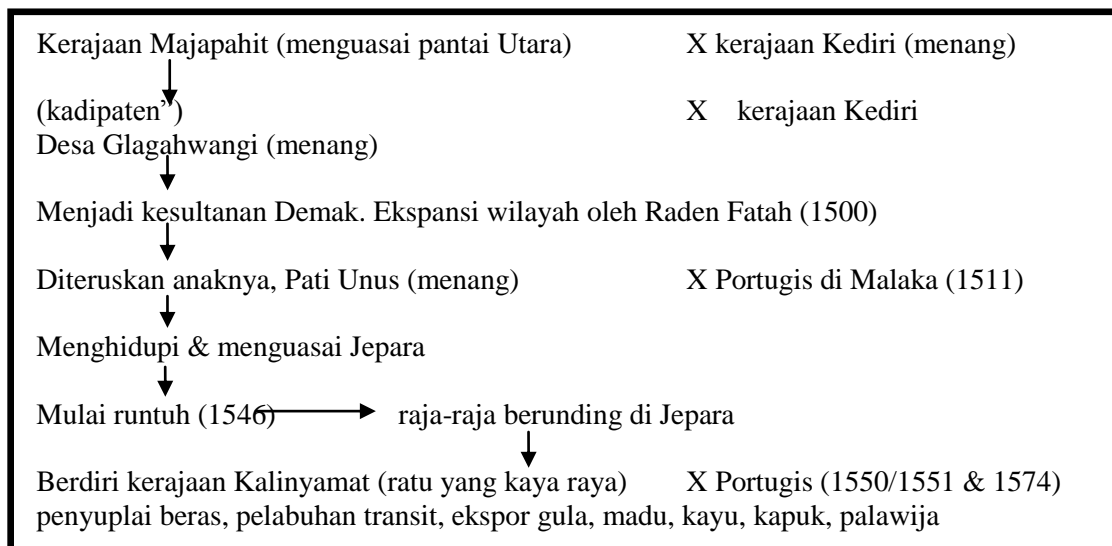 Kerajaan Majapahit (menguasai pantai Utara) X kerajaan Kediri (menang)
(kadipaten”) X kerajaan Kediri
Desa Glagahwangi (menang)
Menjadi kesultanan Demak. Ekspansi wilayah oleh Raden Fatah (1500)
Diteruskan anaknya, Pati Unus (menang) X Portugis di Malaka (1511)
Menghidupi & menguasai Jepara
Mulai runtuh (1546) raja-raja berunding di Jepara
Berdiri kerajaan Kalinyamat (ratu yang kaya raya) X Portugis (1550/1551 & 1574)
penyuplai beras, pelabuhan transit, ekspor gula, madu, kayu, kapuk, palawija